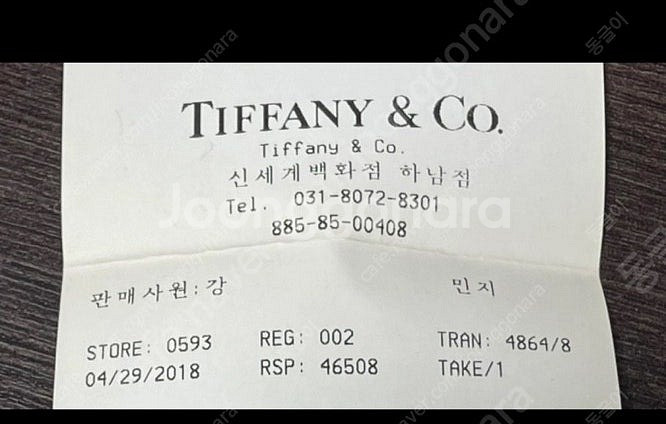 TIFFANY & CO.
Tiffany & Co.
신세계백화점 하남점
Tel. 031-8072-8301
885-85-00408
Joonggonara
판매사원:강 민지
STORE: 0593 REG: 002 TRAN: 4864/8
04/29/2018 RSP: 46508 TAKE/1